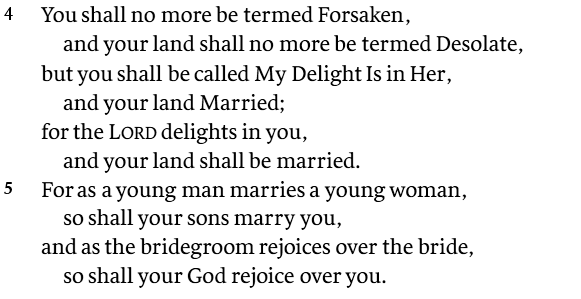 4 You shall no more be termed Forsaken,
and your land shall no more be termed Desolate,
but you shall be called My Delight Is in Her,
and your land Married;
for the LORD delights in you,
and your land shall be married.
5 For as a young man marries a young woman,
so shall your sons marry you,
and as the bridegroom rejoices over the bride,
so shall your God rejoice over you.